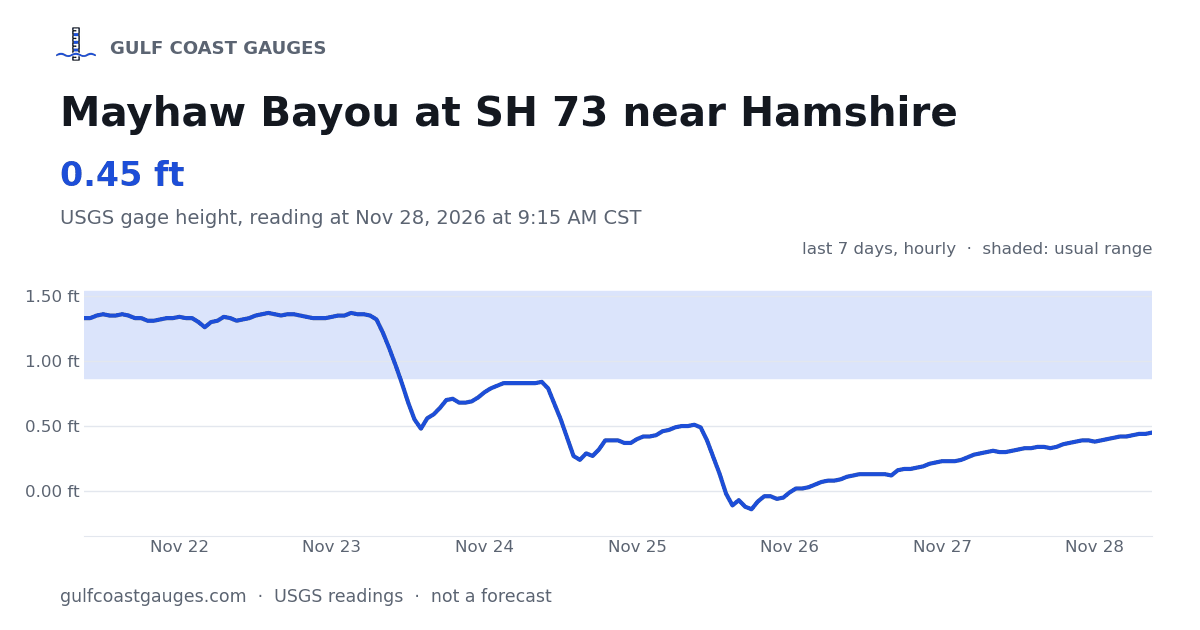 GULF COAST GAUGES
Mayhaw Bayou at SH 73 near Hamshire
0.45 ft
USGS gage height, reading at Nov 28, 2026 at 9:15 AM CST
last 7 days, hourly · shaded: usual range
1.50 ft
1.00 ft
0.50 ft
0.00 ft
Nov 22 Nov 23 Nov 24 Nov 25 Nov 26 Nov 27 Nov 28
gulfcoastgauges.com · USGS readings · not a forecast